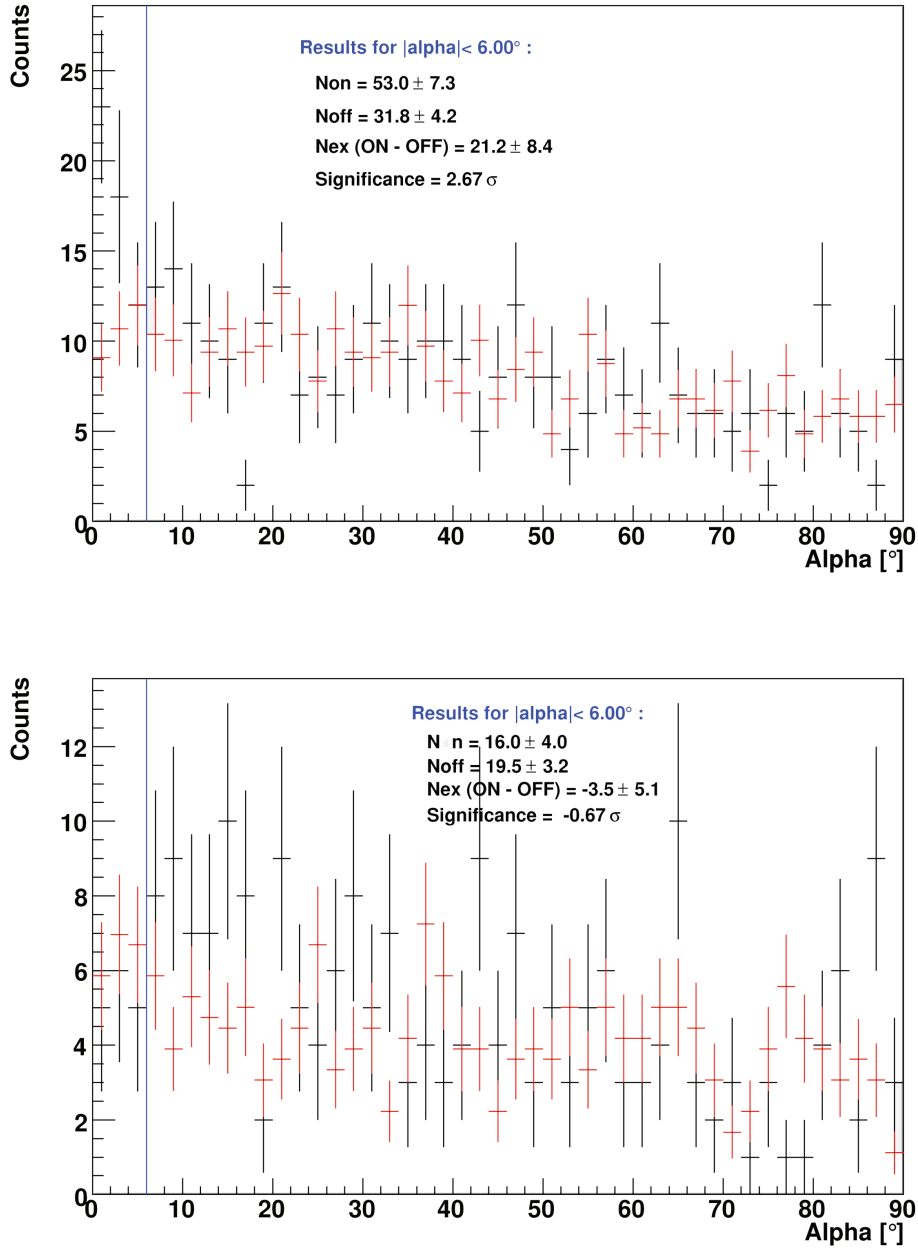 Counts
Results for |alpha|< 6.00° :
Non = 53.0 ± 7.3
Noff = 31.8 ± 4.2
Nex (ON - OFF) = 21.2 ± 8.4
Significance = 2.67 σ
25
20
15
10
5
0
0 10 20 30 40 50 60 70 80 90
Alpha [°]
Counts
Results for |alpha|< 6.00° :
N n = 16.0 ± 4.0
Noff = 19.5 ± 3.2
Nex (ON - OFF) = -3.5 ± 5.1
Significance = -0.67 σ
12
10
8
6
4
2
0
0 10 20 30 40 50 60 70 80 90
Alpha [°]